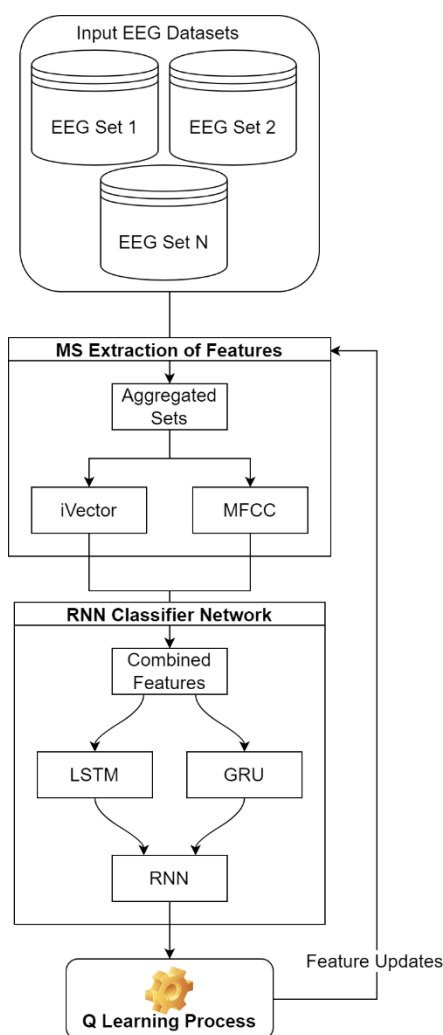 Input EEG Datasets
EEG Set 1
EEG Set 2
EEG Set N
MS Extraction of Features
Aggregated
Sets
iVector
MFCC
RNN Classifier Network
Combined
Features
LSTM
GRU
RNN
Feature Updates
Q Learning Process